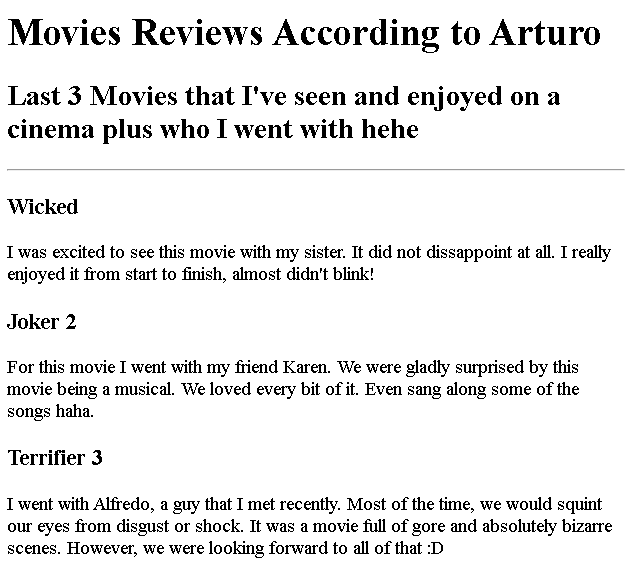 Movies Reviews According to Arturo
Last 3 Movies that I've seen and enjoyed on a
cinema plus who I went with hehe
Wicked
I was excited to see this movie with my sister. It did not dissappoint at all. I really
enjoyed it from start to finish, almost didn't blink!
Joker 2
For this movie I went with my friend Karen. We were gladly surprised by this
movie being a musical. We loved every bit of it. Even sang along some of the
songs haha.
Terrifier 3
I went with Alfredo, a guy that I met recently. Most of the time, we would squint
our eyes from disgust or shock. It was a movie full of gore and absolutely bizarre
scenes. However, we were looking forward to all of that :D